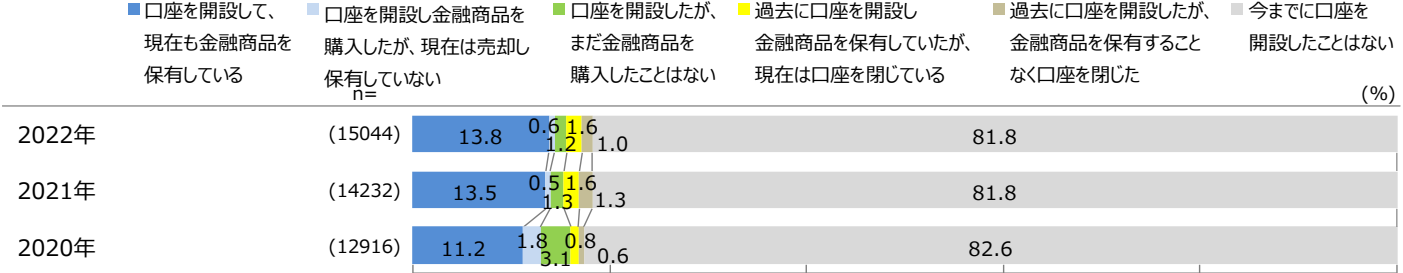 口座を開設して、
現在も金融商品を
保有している
口座を開設し金融商品を
購入したが、現在は売却し
保有していない
口座を開設したが、
まだ金融商品を
購入したことはない
過去に口座を開設し
金融商品を保有していたが、
現在は口座を閉じている
過去に口座を開設したが、
金融商品を保有すること
なく口座を閉じた
今までに口座を
開設したことはない
n=
(%)
2022年 (15044) 13.8 0.6 1.2 1.6 1.0 81.8
2021年 (14232) 13.5 0.5 1.3 1.6 1.3 81.8
2020年 (12916) 11.2 1.8 3.1 0.8 0.6 82.6